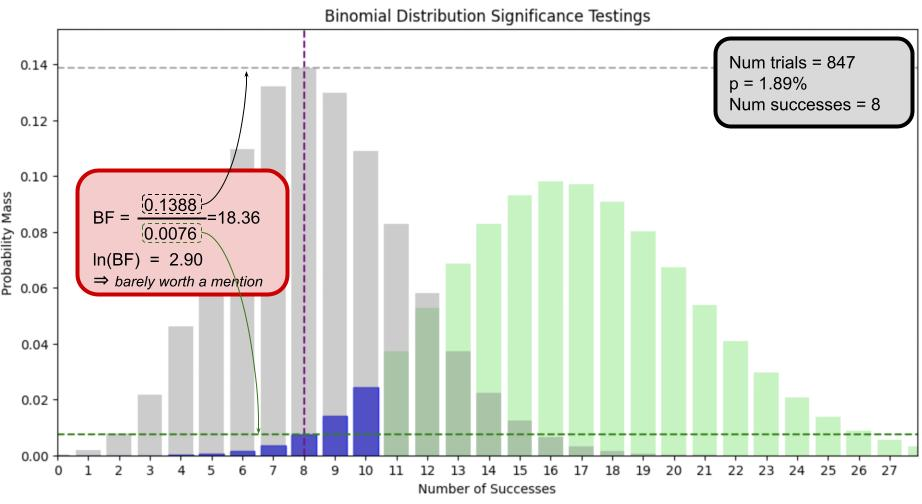 Binomial Distribution Significance Testings
Num trials = 847
p = 1.89%
Num successes = 8
0.14
0.12
0.10
0.08
0.06
0.04
0.02
0.00
Probability Mass
BF = 0.1388
0.0076
=18.36
ln(BF) = 2.90
⇒ barely worth a mention
0 1 2 3 4 5 6 7 8 9 10 11 12 13 14 15 16 17 18 19 20 21 22 23 24 25 26 27
Number of Successes